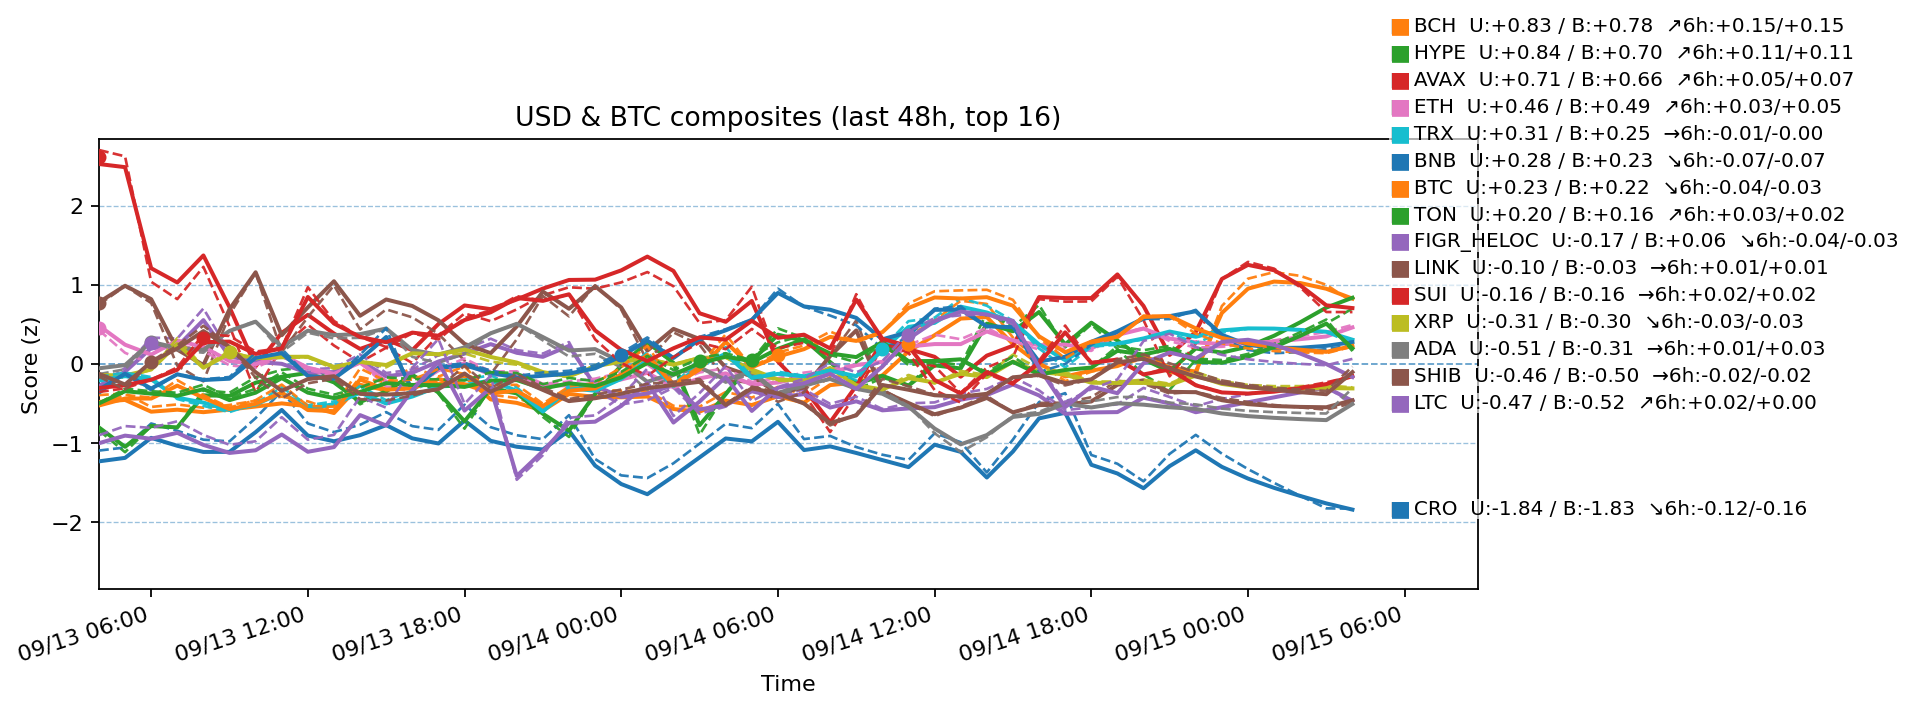 BCH U:+0.83 / B:+0.78 ↗6h:+0.15/+0.15
HYPE U:+0.84 / B:+0.70 ↗6h:+0.11/+0.11
AVAX U:+0.71 / B:+0.66 ↗6h:+0.05/+0.07
USD & BTC composites (last 48h, top 16)
ETH U:+0.46 / B:+0.49 ↗6h:+0.03/+0.05
TRX U:+0.31 / B:+0.25 →6h:-0.01/-0.00
BNB U:+0.28 / B:+0.23 ↘6h:-0.07/-0.07
BTC U:+0.23 / B:+0.22 ↘6h:-0.04/-0.03
TON U:+0.20 / B:+0.16 ↗6h:+0.03/+0.02
FIGR_HELOC U:-0.17 / B:+0.06 ↘6h:-0.04/-0.03
LINK U:-0.10 / B:-0.03 →6h:+0.01/+0.01
SUI U:-0.16 / B:-0.16 →6h:+0.02/+0.02
XRP U:-0.31 / B:-0.30 ↘6h:-0.03/-0.03
ADA U:-0.51 / B:-0.31 →6h:+0.01/+0.03
SHIB U:-0.46 / B:-0.50 →6h:-0.02/-0.02
LTC U:-0.47 / B:-0.52 ↗6h:+0.02/+0.00
CRO U:-1.84 / B:-1.83 ↘6h:-0.12/-0.16
Score (z)
2
1
0
−1
−2
09/13 06:00
09/13 12:00
09/13 18:00
09/14 00:00
09/14 06:00
09/14 12:00
09/14 18:00
09/15 00:00
09/15 06:00
Time